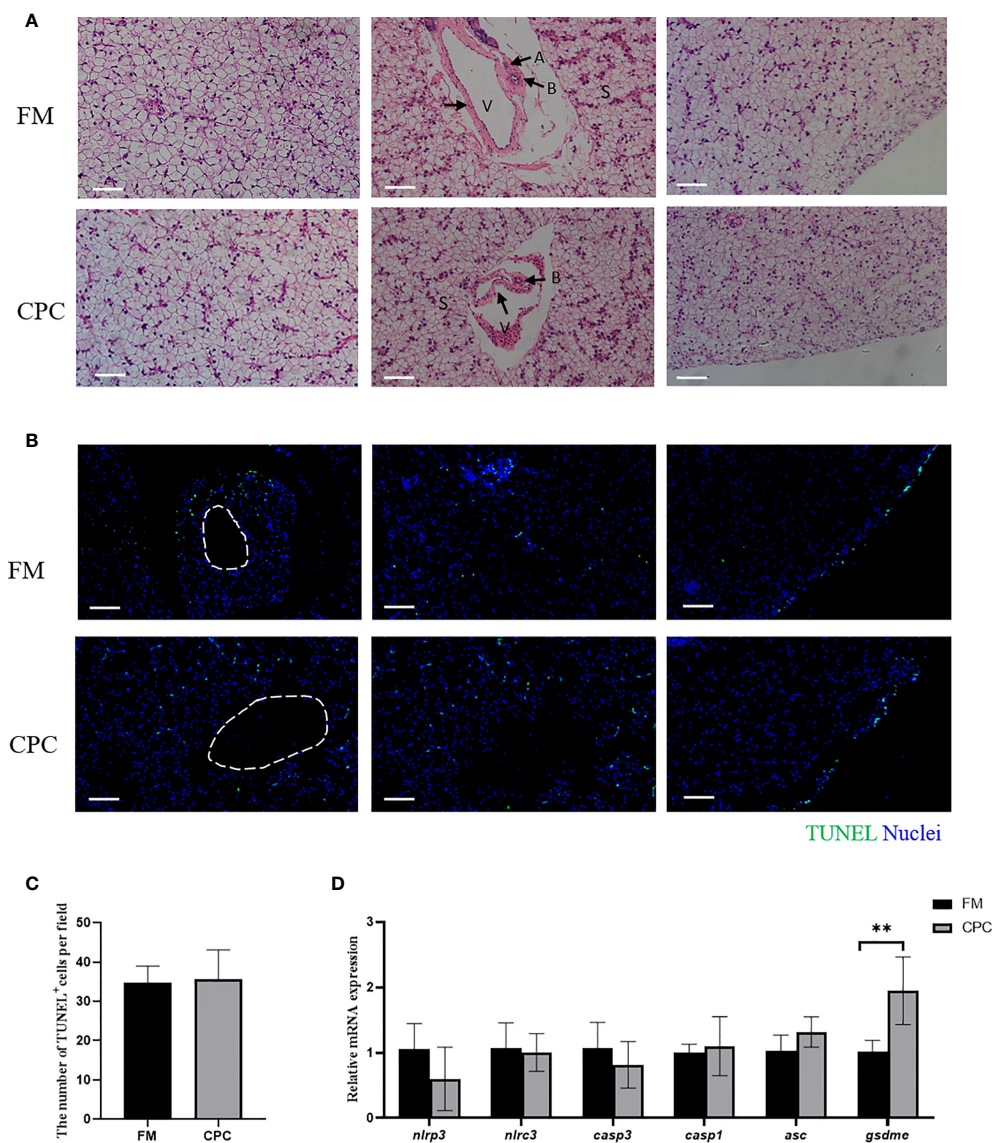 A
FM
A
B
V
S
CPC
S
B
V
B
FM
CPC
TUNEL Nuclei
C
The number of TUNEL+cells per field
50
40
30
20
10
0
FM
CPC
D
FM
CPC
Relative mRNA expression
3
2
1
0
**
nlrp3
nlrc3
casp3
casp1
asc
gsdme